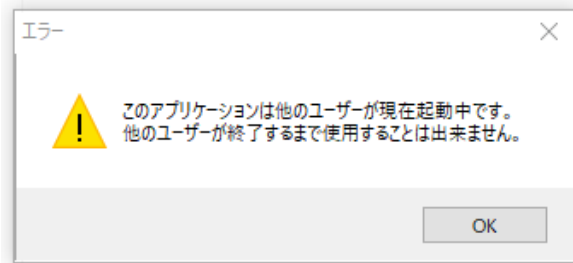 エラー
このアプリケーションは他のユーザーが現在起動中です。
他のユーザーが終了するまで使用することは出来ません。
OK